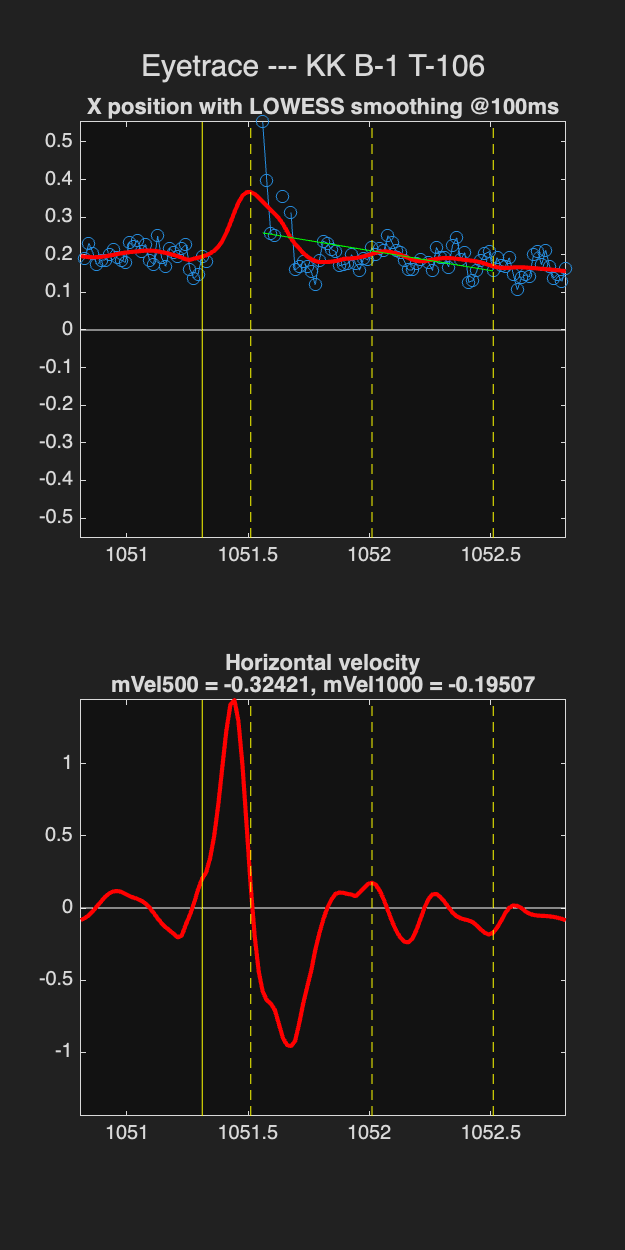 Eyetrace --- KK B-1 T-106
X position with LOWESS smoothing @100ms
0.5
0.4
0.3
0.2
0.1
0
-0.1
-0.2
-0.3
-0.4
-0.5
1051 1051.5 1052 1052.5
Horizontal velocity
mVel500 = -0.32421, mVel1000 = -0.19507
1
0.5
0
-0.5
-1
1051 1051.5 1052 1052.5